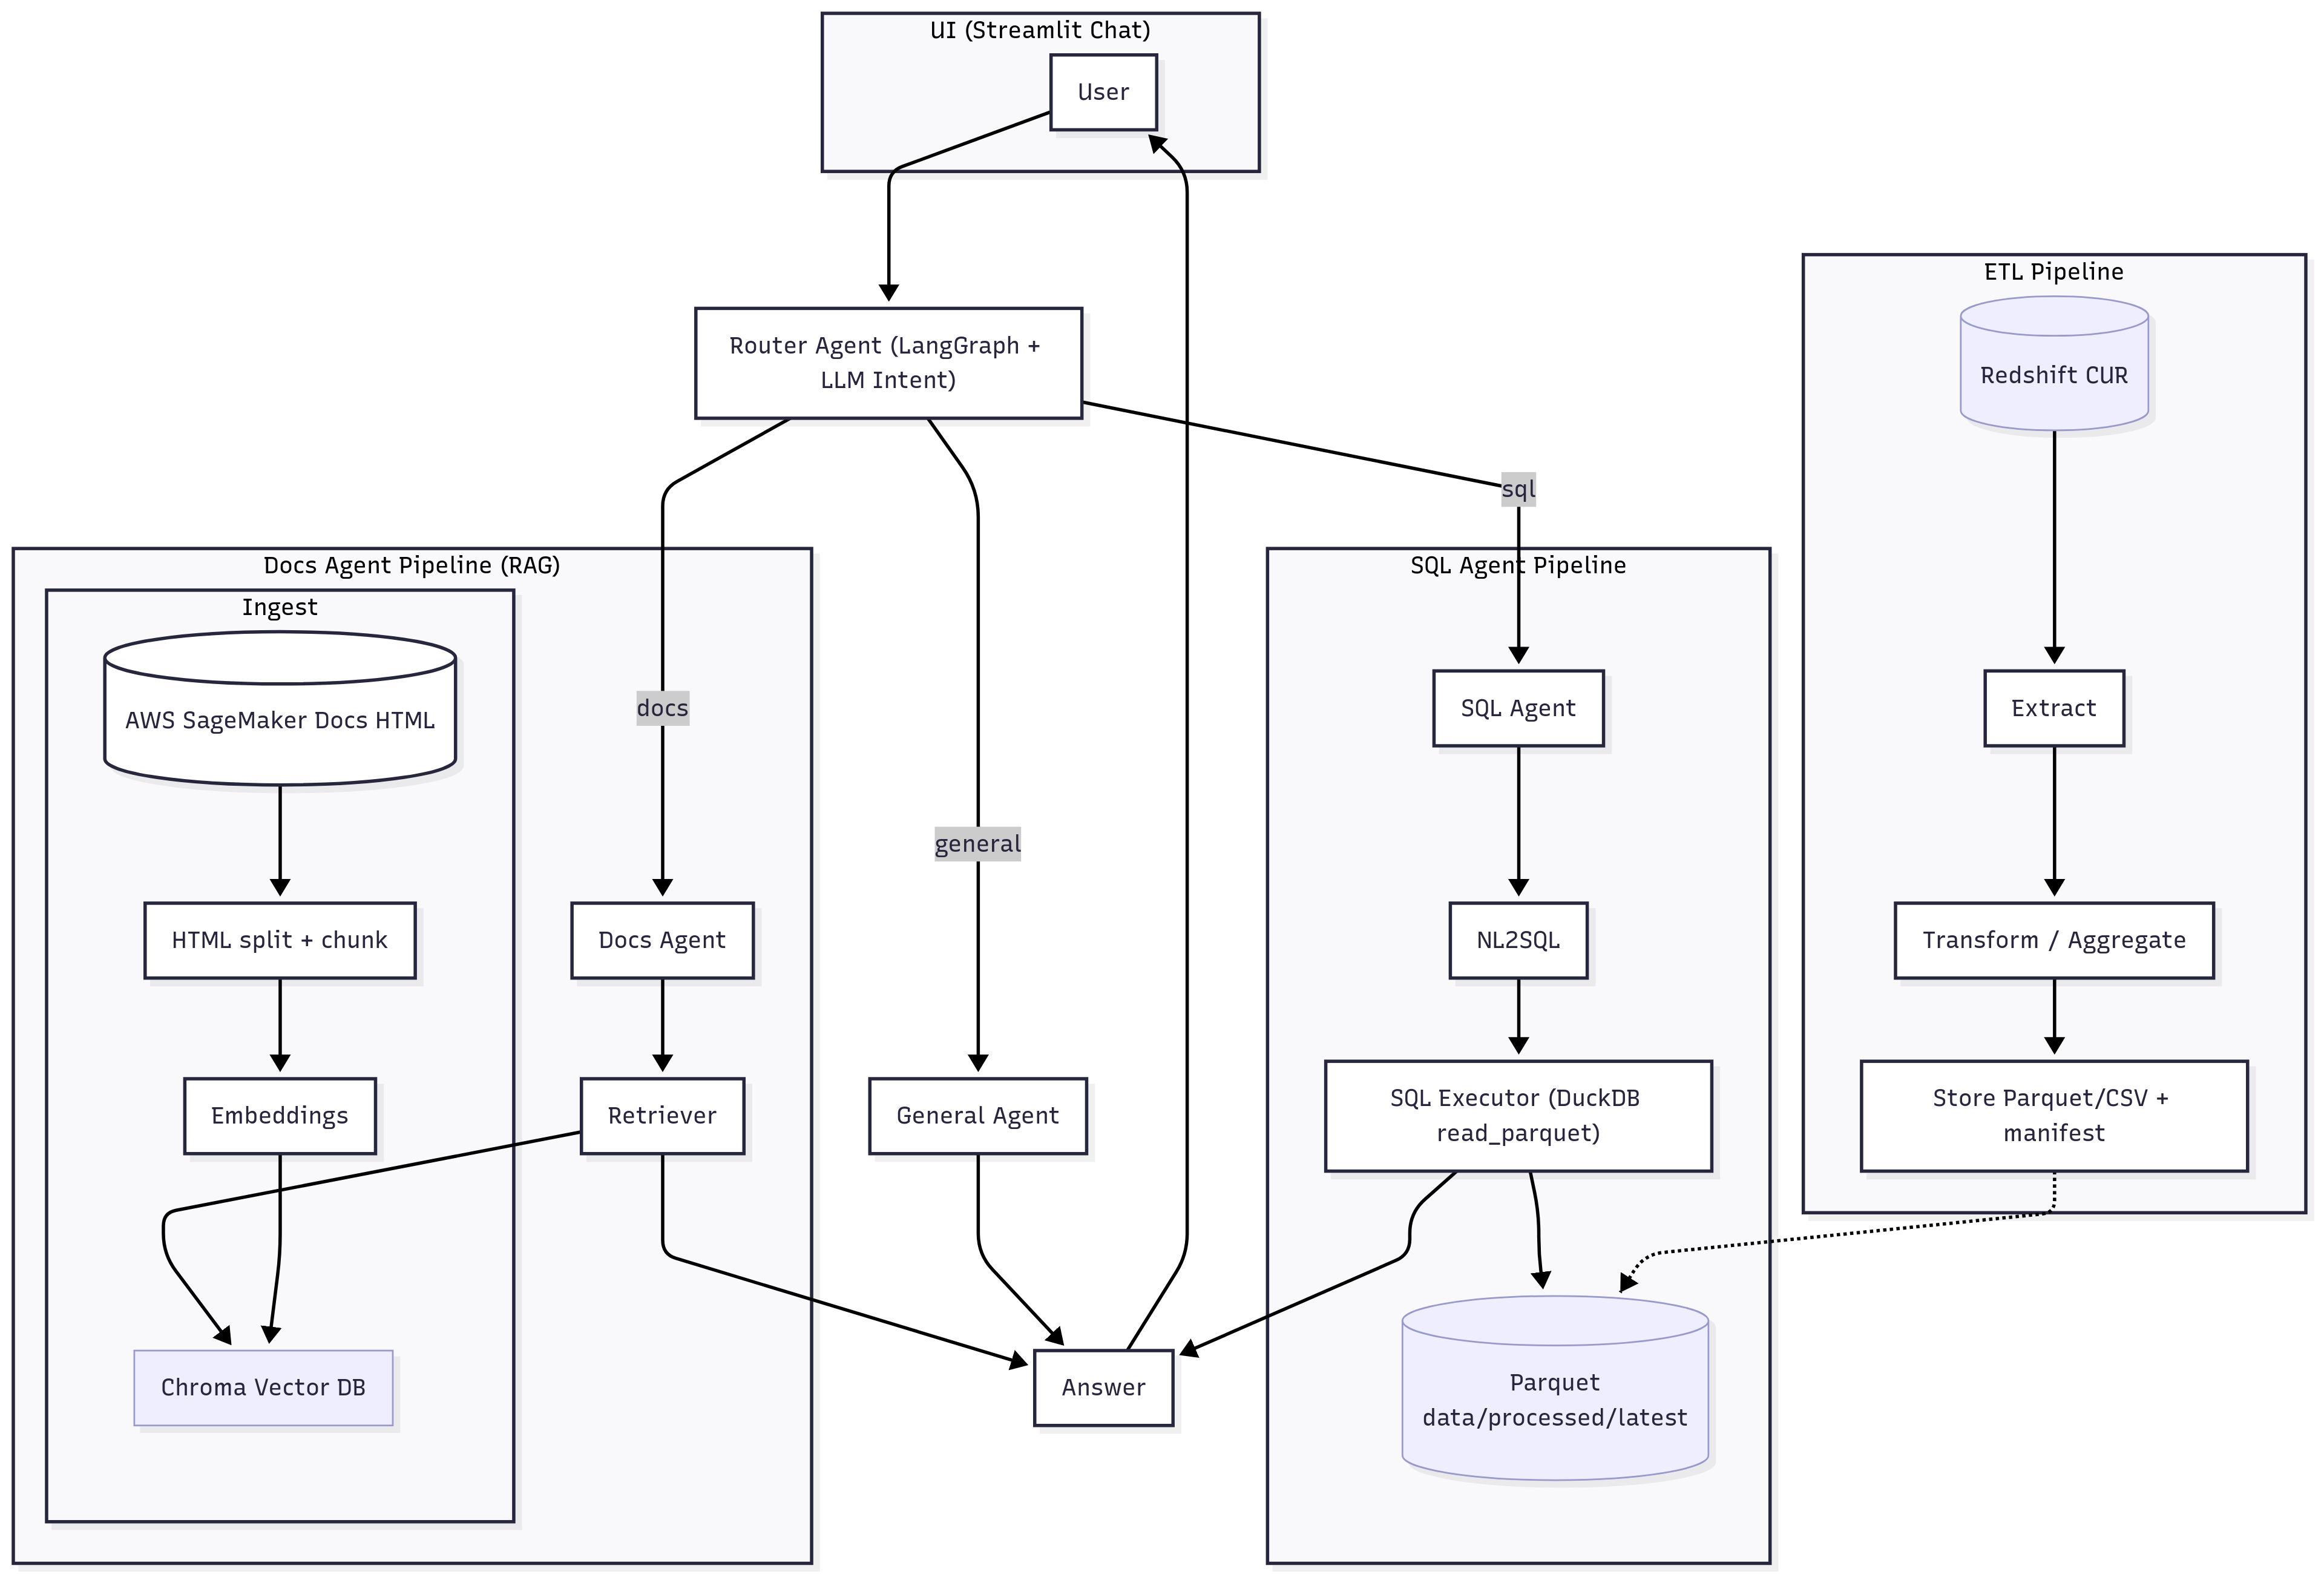 UI (Streamlit Chat)
User
Router Agent (LangGraph +
LLM Intent)
ETL Pipeline
Redshift CUR
sql
Docs Agent Pipeline (RAG)
Ingest
AWS SageMaker Docs HTML
docs
SQL Agent Pipeline
SQL Agent
Extract
general
HTML split + chunk
Docs Agent
NL2SQL
Transform / Aggregate
Embeddings
Retriever
General Agent
SQL Executor (DuckDB
read_parquet)
Store Parquet/CSV +
manifest
Chroma Vector DB
Answer
Parquet
data/processed/latest